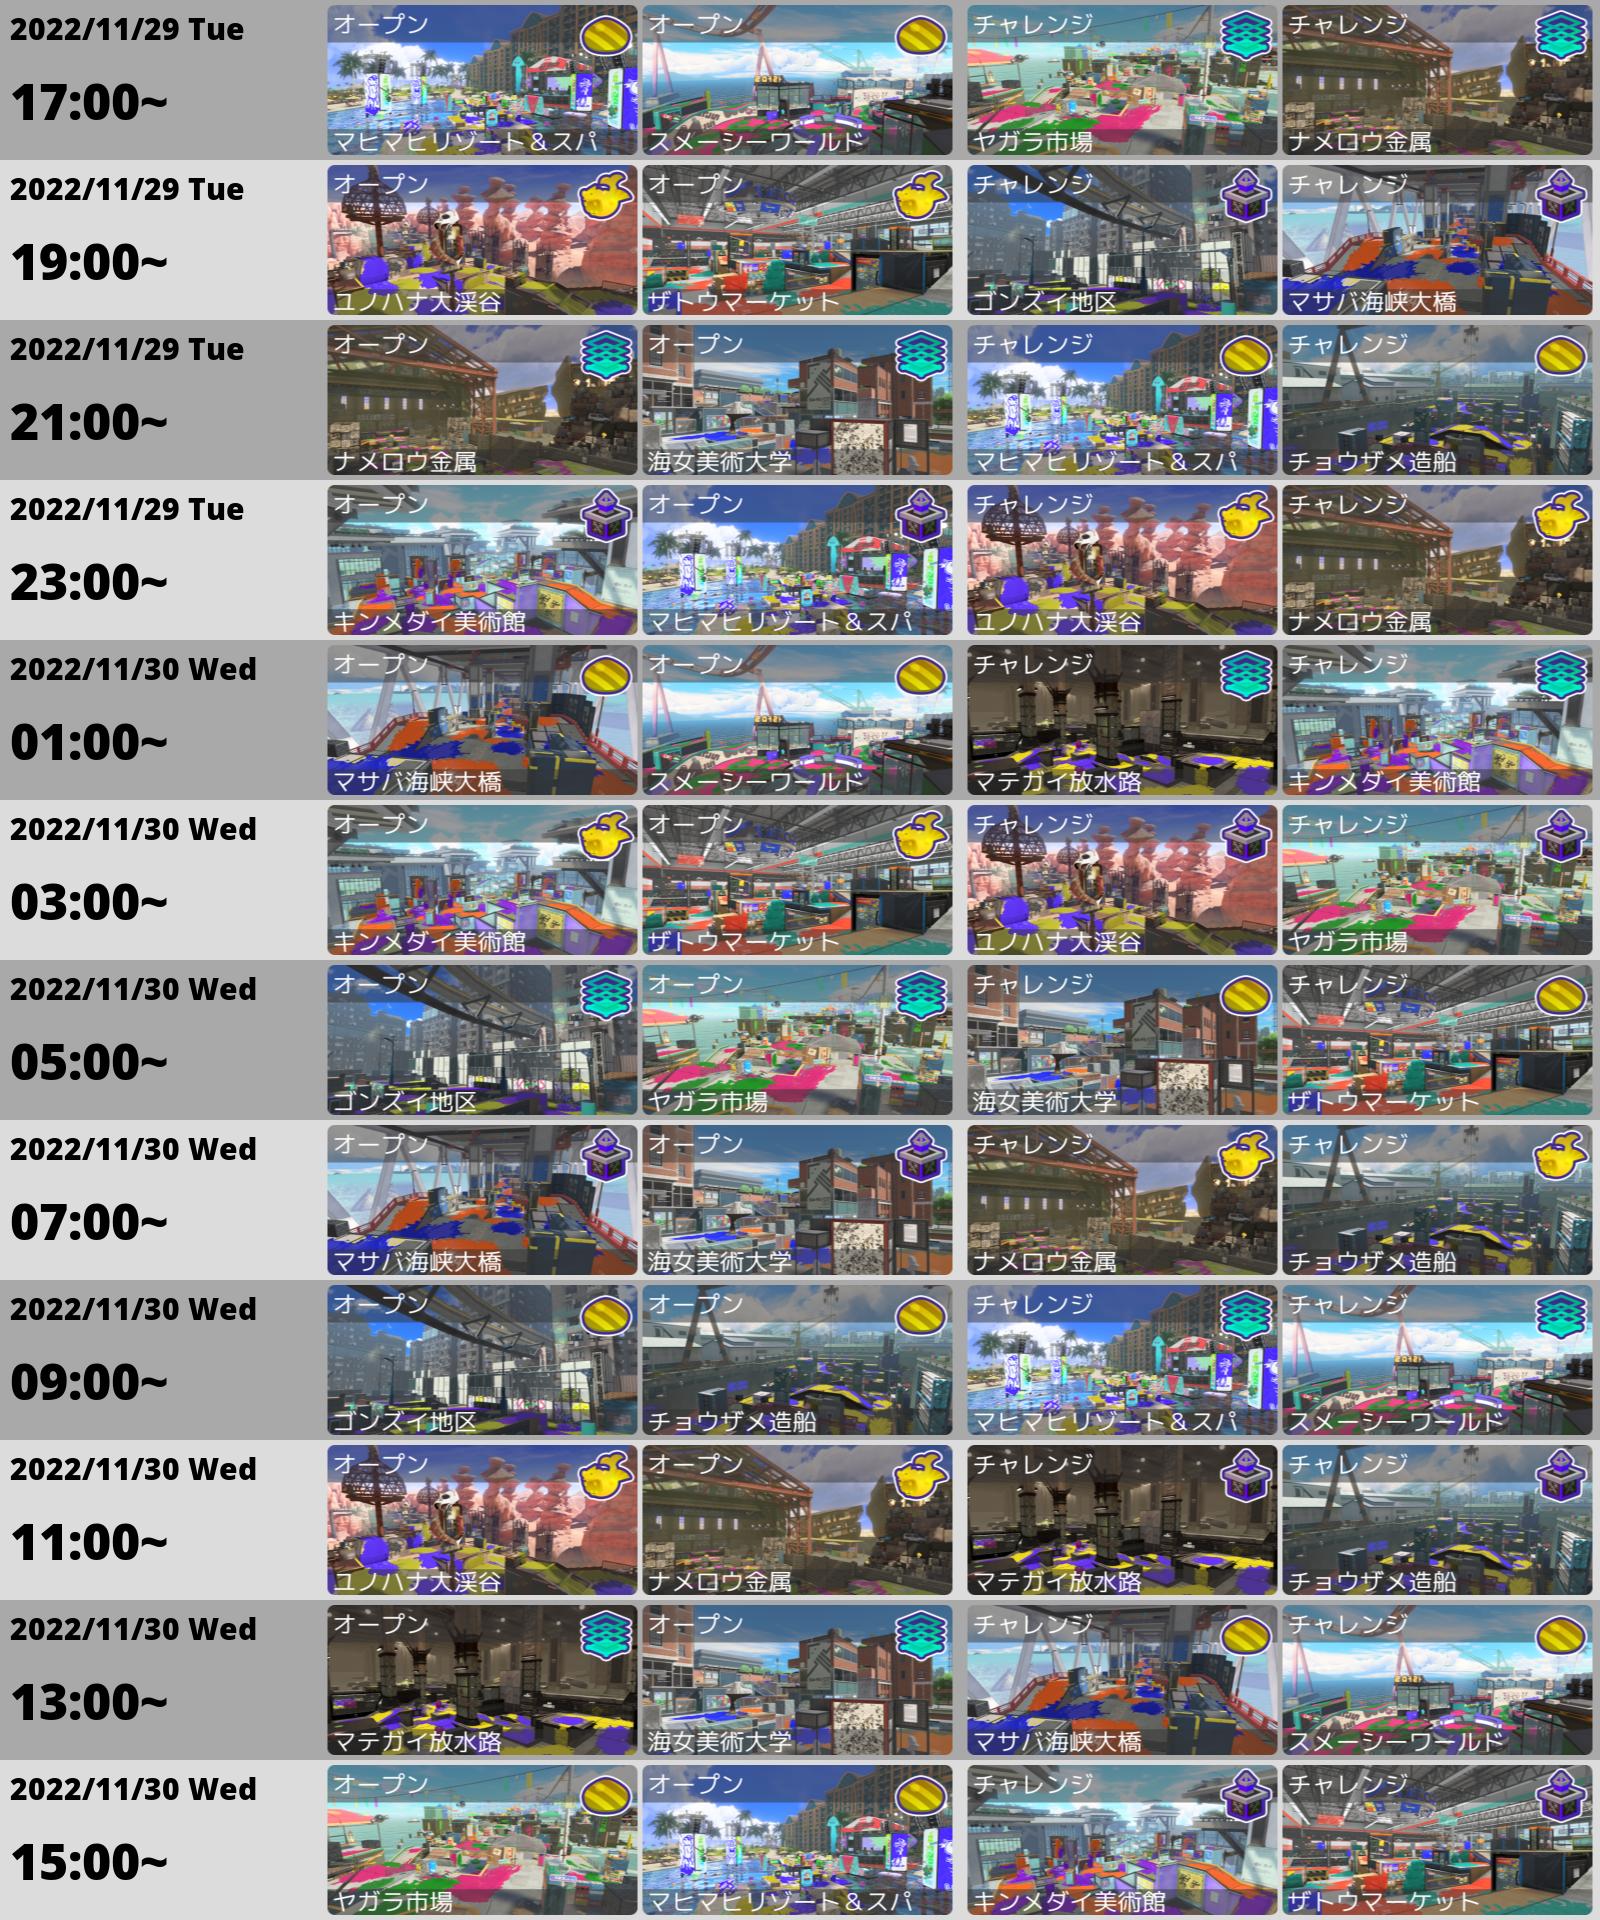 2022/11/29 Tue
17:00~
オープン オープン チャレンジ チャレンジ
マヒマヒリゾート＆スパ スメーシーワールド ヤガラ市場 ナメロウ金属
2022/11/29 Tue
19:00~
オープン オープン チャレンジ チャレンジ
ユノハナ大渓谷 ザトウマーケット ゴンズイ地区 マサバ海峡大橋
2022/11/29 Tue
21:00~
オープン オープン チャレンジ チャレンジ
ナメロウ金属 海女美術大学 マヒマヒリゾート＆スパ チョウザメ造船
2022/11/29 Tue
23:00~
オープン オープン チャレンジ チャレンジ
キンメダイ美術館 マヒマヒリゾート＆スパ ユノハナ大渓谷 ナメロウ金属
2022/11/30 Wed
01:00~
オープン オープン チャレンジ チャレンジ
マサバ海峡大橋 スメーシーワールド マテガイ放水路 キンメダイ美術館
2022/11/30 Wed
03:00~
オープン オープン チャレンジ チャレンジ
キンメダイ美術館 ザトウマーケット ユノハナ大渓谷 ヤガラ市場
2022/11/30 Wed
05:00~
オープン オープン チャレンジ チャレンジ
ゴンズイ地区 ヤガラ市場 海女美術大学 ザトウマーケット
2022/11/30 Wed
07:00~
オープン オープン チャレンジ チャレンジ
マサバ海峡大橋 海女美術大学 ナメロウ金属 チョウザメ造船
2022/11/30 Wed
09:00~
オープン オープン チャレンジ チャレンジ
ゴンズイ地区 チョウザメ造船 マヒマヒリゾート＆スパ スメーシーワールド
2022/11/30 Wed
11:00~
オープン オープン チャレンジ チャレンジ
ユノハナ大渓谷 ナメロウ金属 マテガイ放水路 チョウザメ造船
2022/11/30 Wed
13:00~
オープン オープン チャレンジ チャレンジ
マテガイ放水路 海女美術大学 マサバ海峡大橋 スメーシーワールド
2022/11/30 Wed
15:00~
オープン オープン チャレンジ チャレンジ
ヤガラ市場 マヒマヒリゾート＆スパ キンメダイ美術館 ザトウマーケット